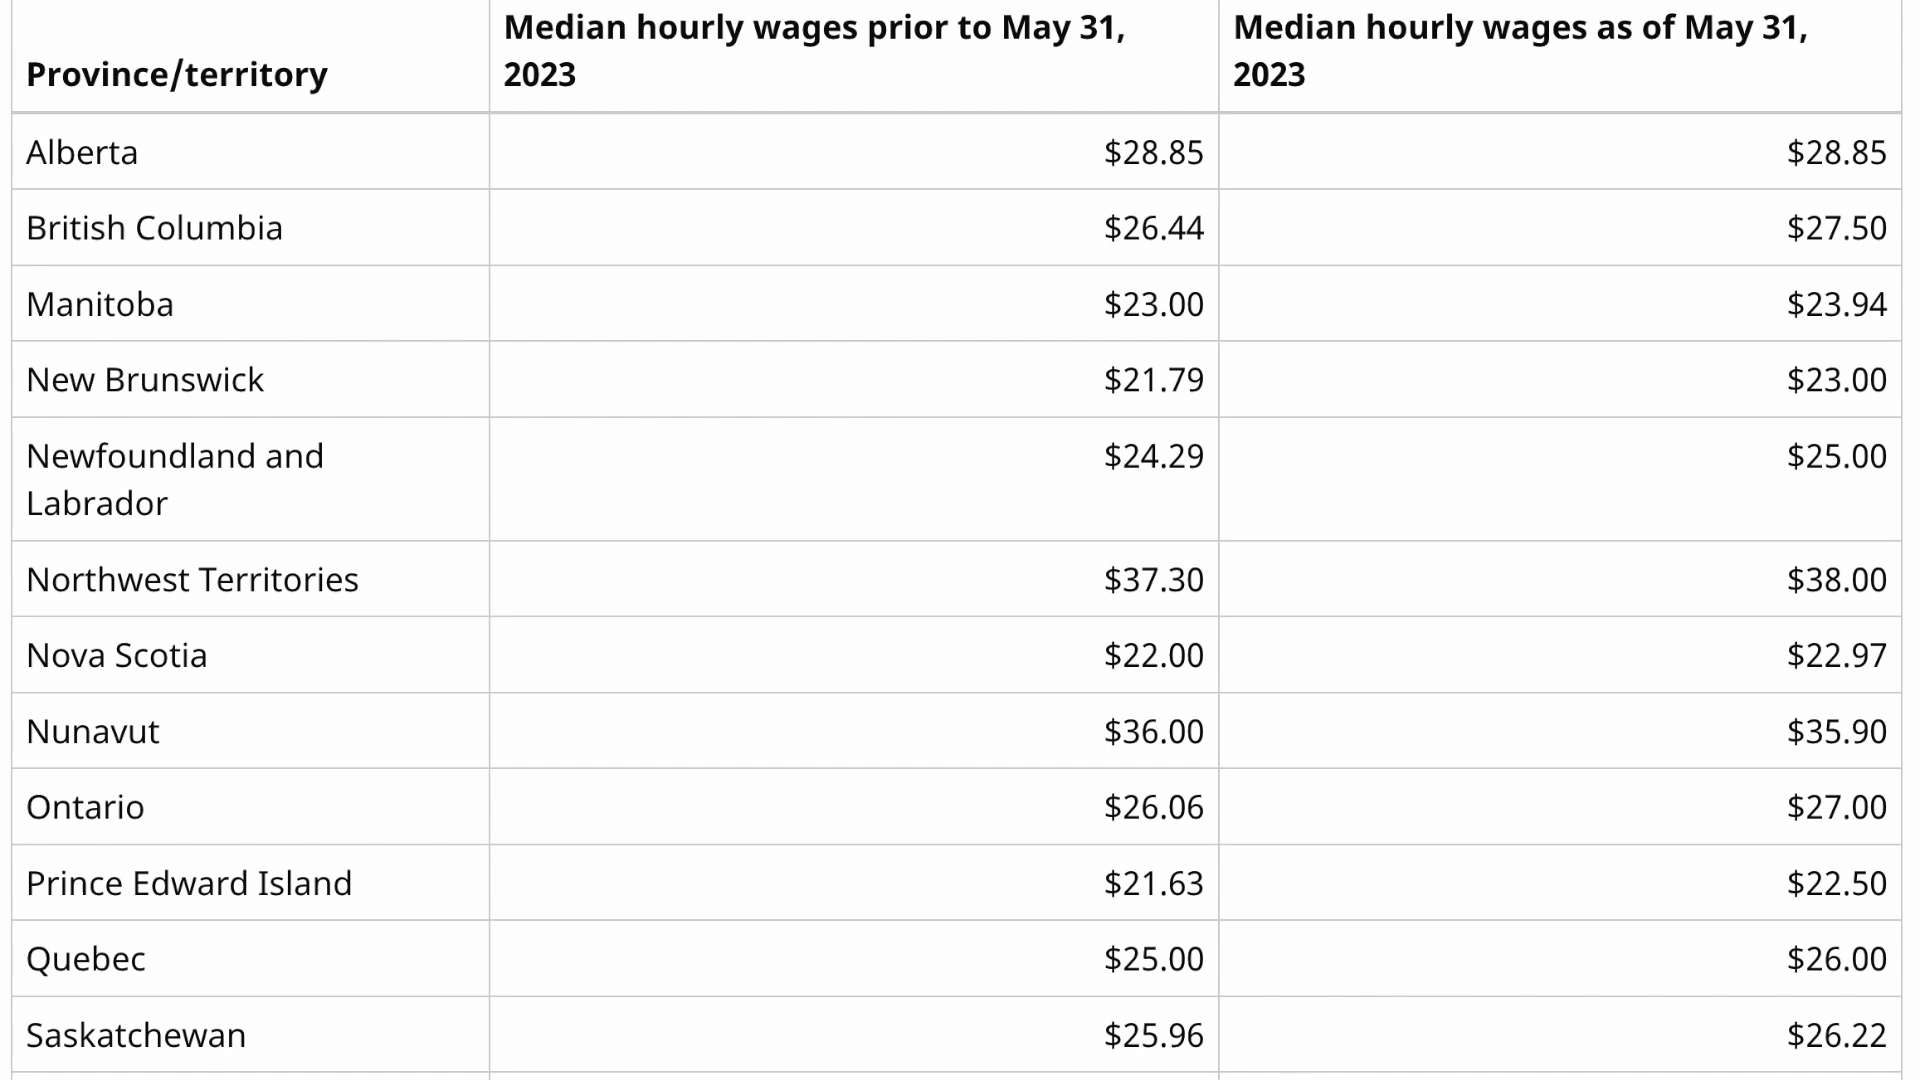 Province/territory Median hourly wages prior to May 31, 2023 Median hourly wages as of May 31, 2023
Alberta $28.85 $28.85
British Columbia $26.44 $27.50
Manitoba $23.00 $23.94
New Brunswick $21.79 $23.00
Newfoundland and $24.29 $25.00
Labrador
Northwest Territories $37.30 $38.00
Nova Scotia $22.00 $22.97
Nunavut $36.00 $35.90
Ontario $26.06 $27.00
Prince Edward Island $21.63 $22.50
Quebec $25.00 $26.00
Saskatchewan $25.96 $26.22